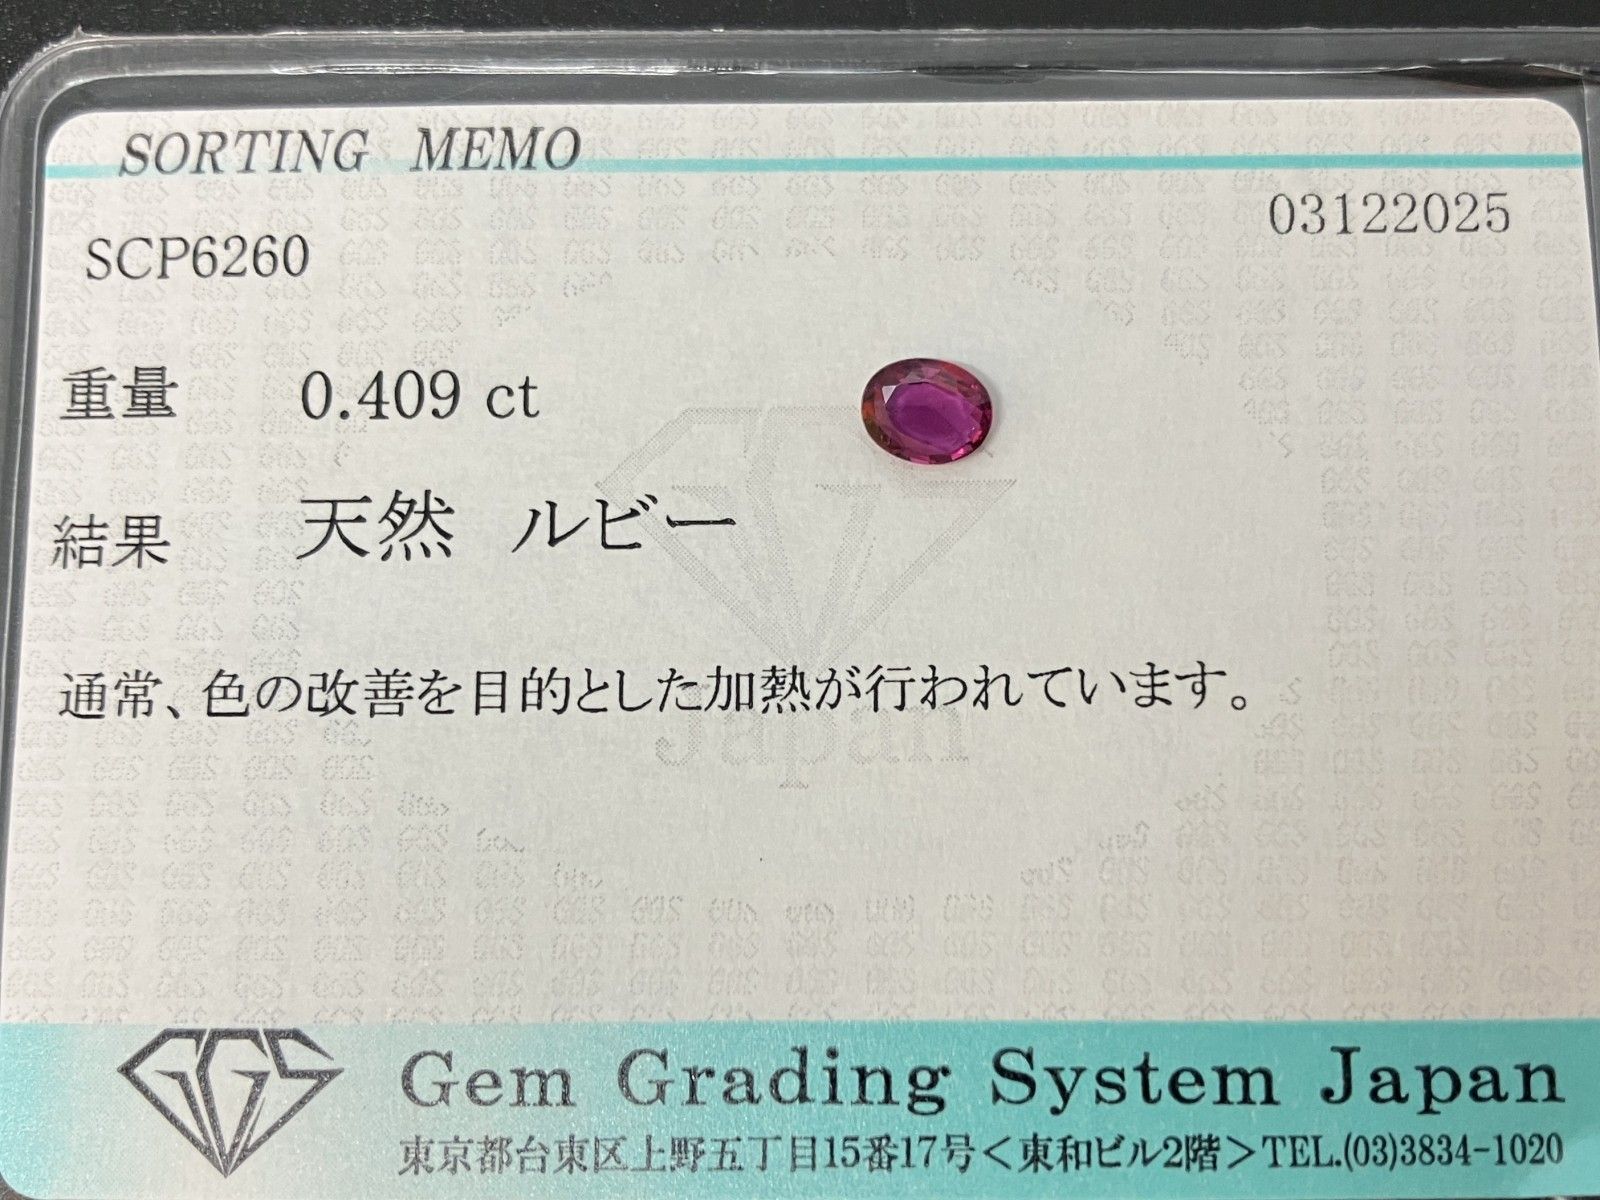 SORTING MEMO
03122025
SCP6260
重量 0.409 ct
結果 天然 ルビー
通常、色の改善を目的とした加熱が行われています。
Japan
GGS
Gem Grading System Japan
東京都台東区上野五丁目15番17号＜東和ビル2階＞TEL.(03)3834-1020